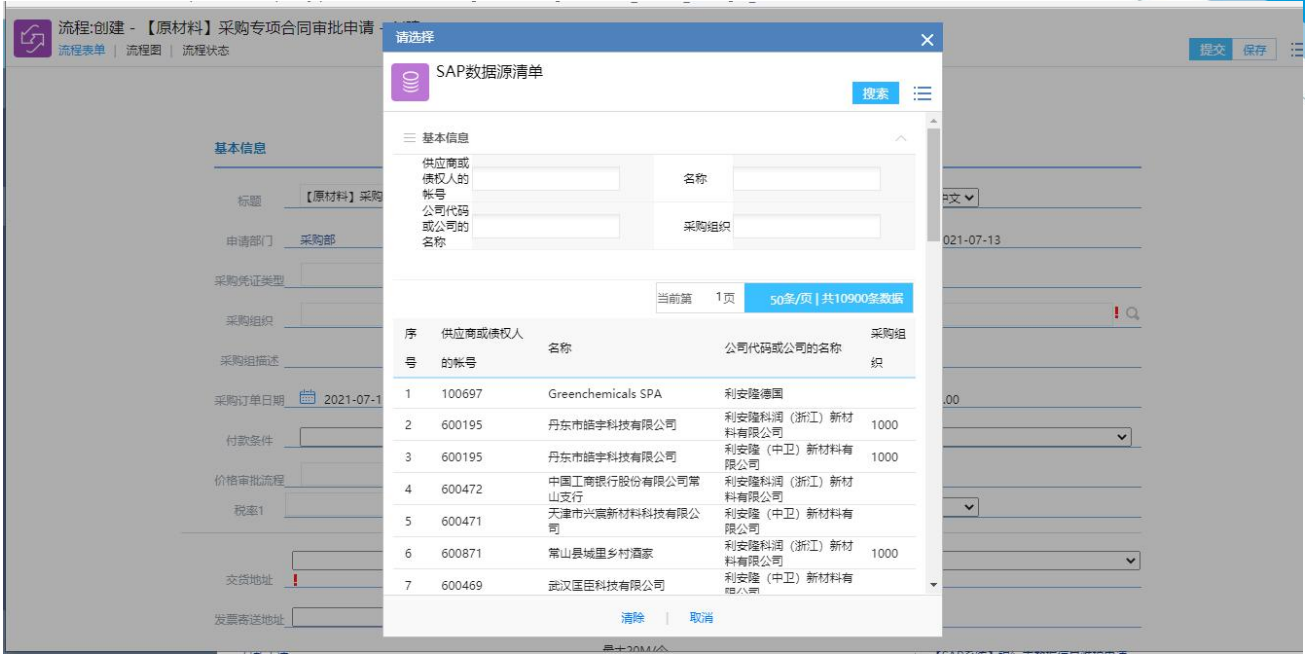 流程:创建 - 【原材料】采购专项合同审批申请 -
流程表单 | 流程图 | 流程状态
提交 保存
请选择
SAP数据源清单
搜索
基本信息
供应商或债权人的帐号
名称
公司代码或公司的名称
采购组织
当前第 1页 50条/页 | 共10900条数据
序号 供应商或债权人的帐号 名称 公司代码或公司的名称 采购组织
1 100697 Greenchemicals SPA 利安隆德国
2 600195 丹东市皓宇科技有限公司 利安隆科润（浙江）新材料有限公司 1000
3 600195 丹东市皓宇科技有限公司 利安隆（中卫）新材料有限公司 1000
4 600472 中国工商银行股份有限公司常山支行 利安隆科润（浙江）新材料有限公司
5 600471 天津市兴宸新材料科技有限公司 利安隆（中卫）新材料有限公司
6 600871 常山县城里乡村酒家 利安隆科润（浙江）新材料有限公司 1000
7 600469 武汉匡臣科技有限公司 利安隆（中卫）新材料有限公司
清除 | 取消
基本信息
标题 【原材料】采购
中文
申请部门 采购部
021-07-13
采购凭证类型
采购组织 !
采购组描述
采购订单日期 2021-07-1
.00
付款条件
价格审批流程
税率1
交货地址 !
发票寄送地址
最大30M/个